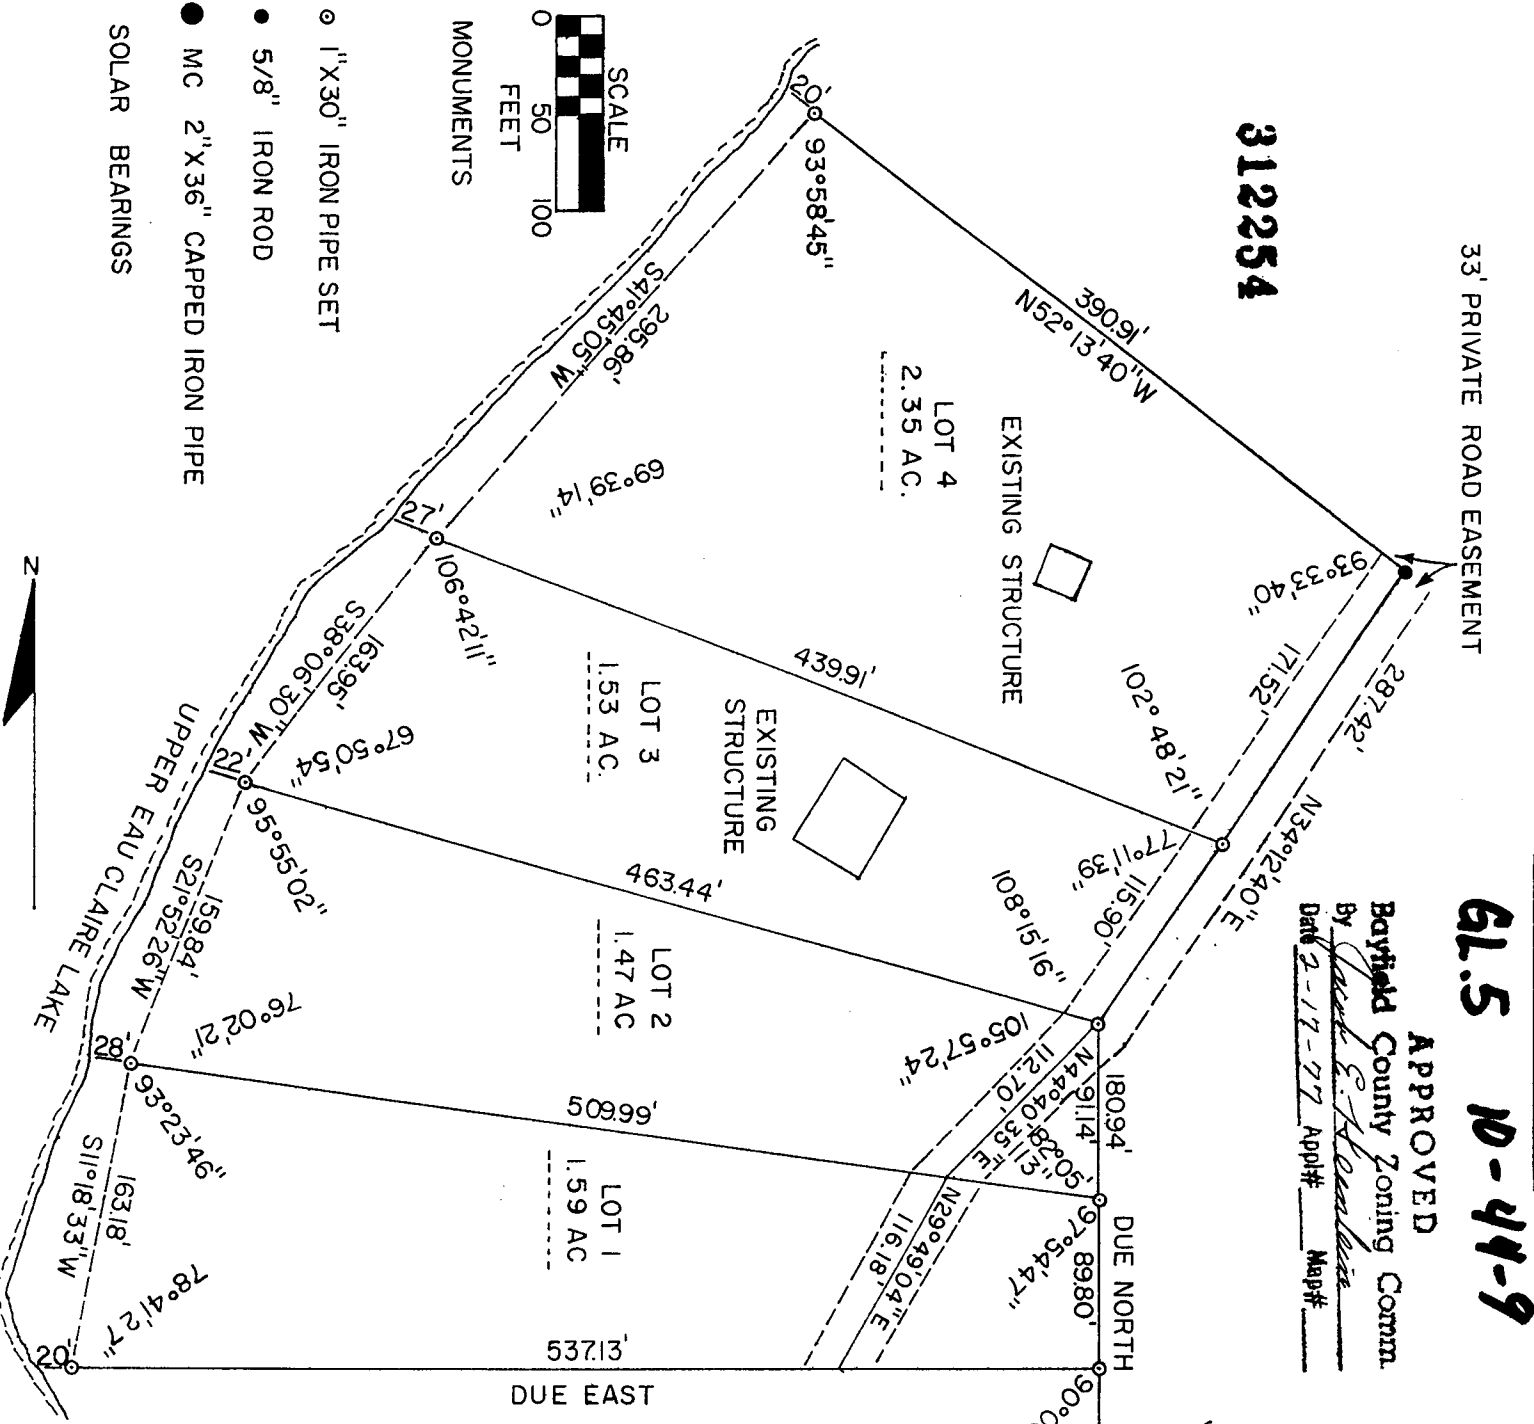 33' PRIVATE ROAD EASEMENT
312254
GL.5 10-44-9
APPROVED
Bayfield County Zoning Comm.
By
Date 2-17-77 Appl# Map#
SCALE
0 50 100
FEET
MONUMENTS
1"X30" IRON PIPE SET
5/8" IRON ROD
MC 2"X36" CAPPED IRON PIPE
SOLAR BEARINGS
N
20'
93°58'45"
390.91'
N52°13'40"W
93°33'40"
171.52'
287.42'
N34°12'40"E
LOT 4
2.35 AC.
EXISTING STRUCTURE
S41°45'05"W
295.86'
69°39'14"
102°48'21"
27'
106°42'11"
439.91'
77°11'39"
115.90'
LOT 3
1.53 AC.
EXISTING
STRUCTURE
163.95'
S38°06'30"W
67°50'54"
108°15'16"
22'
95°55'02"
463.44'
105°57'24"
112.70'
N44°40'35"E
91.14'
180.94'
82°05'13"
LOT 2
1.47 AC
159.84'
S21°52'26"W
76°02'21"
28'
93°23'46"
509.99'
97°54'47"
89.80'
DUE NORTH
N29°49'04"E
116.18'
LOT 1
1.59 AC
163.18'
S11°18'33"W
78°41'27"
20'
537.13'
DUE EAST
UPPER EAU CLAIRE LAKE